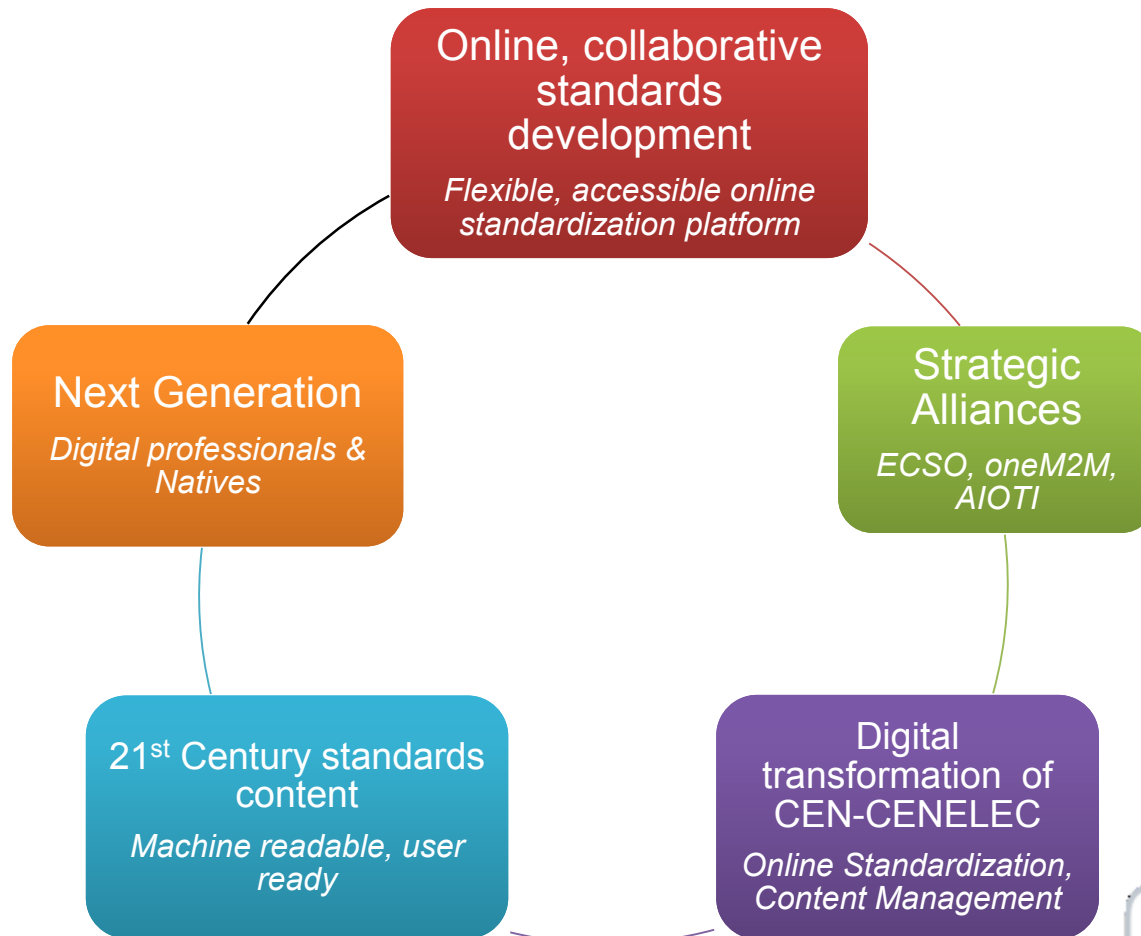 Online, collaborative
standards
development
Flexible, accessible online
standardization platform
Strategic
Alliances
ECSO, oneM2M,
AIOTI
Digital
transformation of
CEN-CENELEC
Online Standardization,
Content Management
21st Century standards
content
Machine readable, user
ready
Next Generation
Digital professionals &
Natives